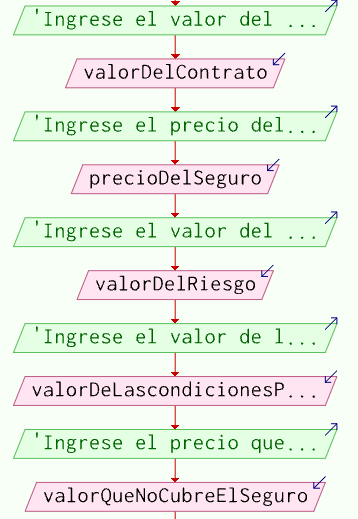 'Ingrese el valor del ...
valorDelContrato
'Ingrese el precio del...
precioDelSeguro
'Ingrese el valor del ...
valorDelRiesgo
'Ingrese el valor de l...
valorDeLascondicionesP...
'Ingrese el precio que...
valorQueNoCubreElSeguro